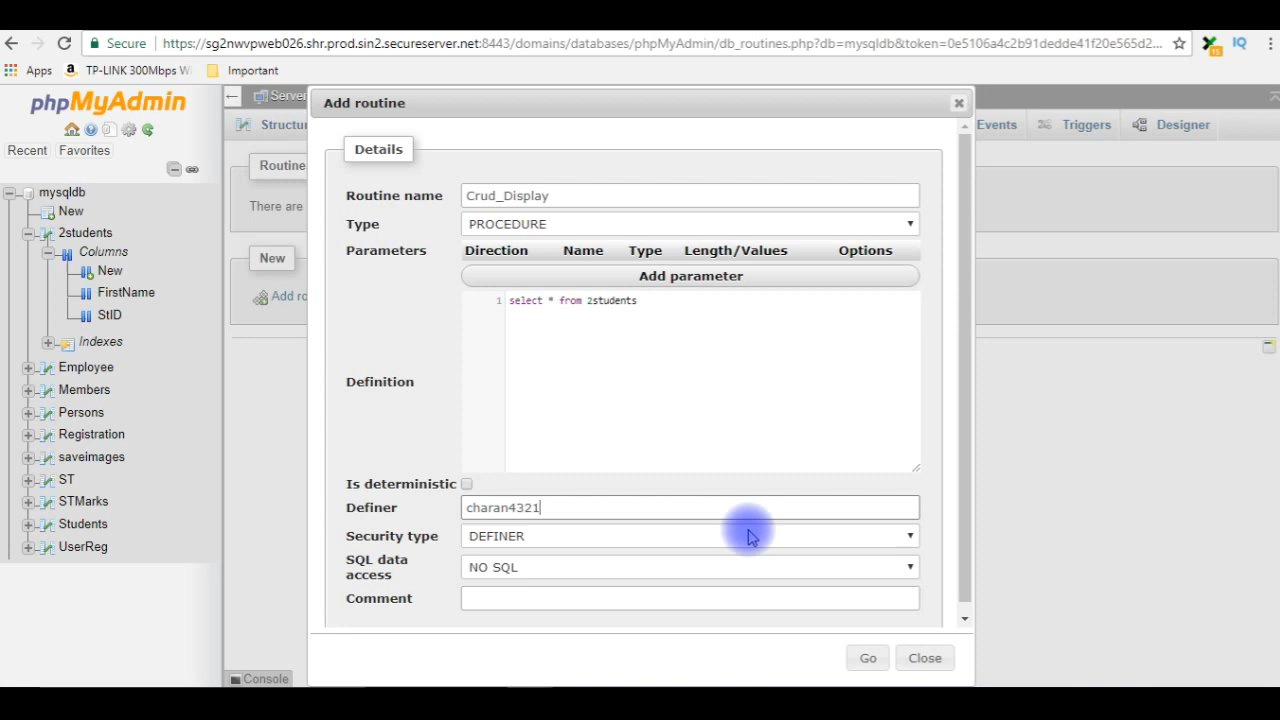 Secure https://sg2nwvpweb026.shr.prod.sin2.secureserver.net:8443/domains/databases/phpMyAdmin/db_routines.php?db=mysqldb&token=0e5106a4c2b91dedde41f20e565d2...
Apps TP-LINK 300Mbps Wi Important
phpMyAdmin
Recent Favorites
mysqldb
New
2students
Columns
New
FirstName
StID
Indexes
Employee
Members
Persons
Registration
saveimages
ST
STMarks
Students
UserReg
Server
Structu
Events Triggers Designer
Routine
There are
New
Add ro
Console
Add routine
Details
Routine name Crud_Display
Type PROCEDURE
Parameters Direction Name Type Length/Values Options
Add parameter
1 select * from 2students
Definition
Is deterministic
Definer charan4321
Security type DEFINER
SQL data access NO SQL
Comment
Go Close